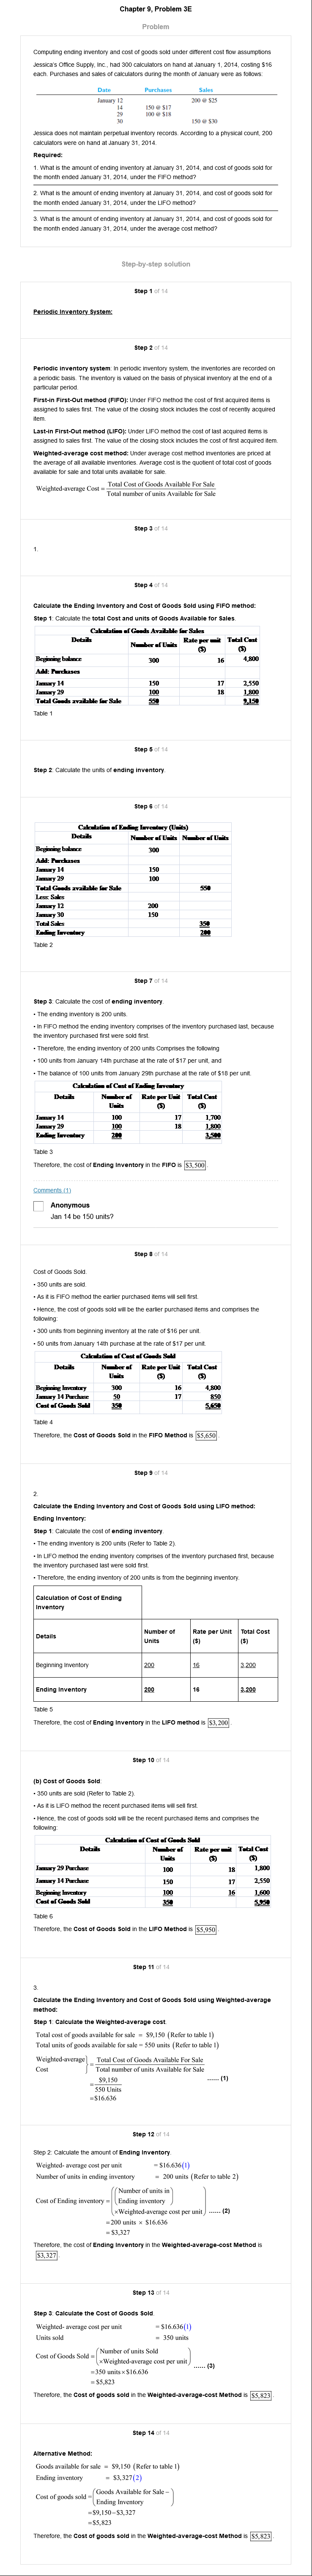 Chapter 9, Problem 3E
Problem
Computing ending inventory and cost of goods sold under different cost flow assumptions
Jessica's Office Supply, Inc., had 300 calculators on hand at January 1, 2014, costing $16
each. Purchases and sales of calculators during the month of January were as follows:
Date Purchases Sales
January 12 200 @ $25
14 150 @ $17
29 100 @ $18
30 150 @ $30
Jessica does not maintain perpetual inventory records. According to a physical count, 200
calculators were on hand at January 31, 2014.
Required:
1. What is the amount of ending inventory at January 31, 2014, and cost of goods sold for
the month ended January 31, 2014, under the FIFO method?
2. What is the amount of ending inventory at January 31, 2014, and cost of goods sold for
the month ended January 31, 2014, under the LIFO method?
3. What is the amount of ending inventory at January 31, 2014, and cost of goods sold for
the month ended January 31, 2014, under the average cost method?
Step-by-step solution
Step 1 of 14
Periodic Inventory System:
Step 2 of 14
Periodic inventory system: In periodic inventory system, the inventories are recorded on
a periodic basis. The inventory is valued on the basis of physical inventory at the end of a
particular period.
First-in First-Out method (FIFO): Under FIFO method the cost of first acquired items is
assigned to sales first. The value of the closing stock includes the cost of recently acquired
item.
Last-in First-Out method (LIFO): Under LIFO method the cost of last acquired items is
assigned to sales first. The value of the closing stock includes the cost of first acquired item.
Weighted-average cost method: Under average cost method inventories are priced at
the average of all available inventories. Average cost is the quotient of total cost of goods
available for sale and total units available for sale.
Weighted-average Cost = Total Cost of Goods Available For Sale
Total number of units Available for Sale
Step 3 of 14
1.
Step 4 of 14
Calculate the Ending Inventory and Cost of Goods Sold using FIFO method:
Step 1: Calculate the total Cost and units of Goods Available for Sales.
Calculation of Goods Available for Sales
Details Number of Units Rate per unit ($) Total Cost ($)
Beginning balance 300 16 4,800
Add: Purchases
January 14 150 17 2,550
January 29 100 18 1,800
Total Goods available for Sale 550 9,150
Table 1
Step 5 of 14
Step 2: Calculate the units of ending inventory.
Step 6 of 14
Calculation of Ending Inventory (Units)
Details Number of Units Number of Units
Beginning balance 300
Add: Purchases
January 14 150
January 29 100
Total Goods available for Sale 550
Less: Sales
January 12 200
January 30 150
Total Sales 350
Ending Inventory 200
Table 2
Step 7 of 14
Step 3: Calculate the cost of ending inventory.
• The ending inventory is 200 units.
• In FIFO method the ending inventory comprises of the inventory purchased last, because
the inventory purchased first were sold first.
• Therefore, the ending inventory of 200 units Comprises the following
• 100 units from January 14th purchase at the rate of $17 per unit, and
• The balance of 100 units from January 29th purchase at the rate of $18 per unit.
Calculation of Cost of Ending Inventory
Details Number of Units Rate per Unit ($) Total Cost ($)
January 14 100 17 1,700
January 29 100 18 1,800
Ending Inventory 200 3,500
Table 3
Therefore, the cost of Ending Inventory in the FIFO is $3,500.
Comments (1)
Anonymous
Jan 14 be 150 units?
Step 8 of 14
Cost of Goods Sold:
• 350 units are sold.
• As it is FIFO method the earlier purchased items will sell first.
• Hence, the cost of goods sold will be the earlier purchased items and comprises the
following:
• 300 units from beginning inventory at the rate of $16 per unit.
• 50 units from January 14th purchase at the rate of $17 per unit.
Calculation of Cost of Goods Sold
Details Number of Units Rate per Unit ($) Total Cost ($)
Beginning Inventory 300 16 4,800
January 14 Purchase 50 17 850
Cost of Goods Sold 350 5,650
Table 4
Therefore, the Cost of Goods Sold in the FIFO Method is $5,650.
Step 9 of 14
2.
Calculate the Ending Inventory and Cost of Goods Sold using LIFO method:
Ending Inventory:
Step 1: Calculate the cost of ending inventory.
• The ending inventory is 200 units (Refer to Table 2).
• In LIFO method the ending inventory comprises of the inventory purchased first, because
the inventory purchased last were sold first.
• Therefore, the ending inventory of 200 units is from the beginning inventory.
Calculation of Cost of Ending
Inventory
Details Number of Units Rate per Unit ($) Total Cost ($)
Beginning Inventory 200 16 3,200
Ending Inventory 200 16 3,200
Table 5
Therefore, the cost of Ending Inventory in the LIFO method is $3,200.
Step 10 of 14
(b) Cost of Goods Sold:
• 350 units are sold (Refer to Table 2).
• As it is LIFO method the recent purchased items will sell first.
• Hence, the cost of goods sold will be the recent purchased items and comprises the
following:
Calculation of Cost of Goods Sold
Details Number of Units Rate per unit ($) Total Cost ($)
January 29 Purchase 100 18 1,800
January 14 Purchase 150 17 2,550
Beginning Inventory 100 16 1,600
Cost of Goods Sold 350 5,950
Table 6
Therefore, the Cost of Goods Sold in the LIFO Method is $5,950.
Step 11 of 14
3.
Calculate the Ending Inventory and Cost of Goods Sold using Weighted-average
method:
Step 1: Calculate the Weighted-average cost.
Total cost of goods available for sale = $9,150 (Refer to table 1)
Total units of goods available for sale = 550 units (Refer to table 1)
Weighted-average Cost } = Total Cost of Goods Available For Sale
Total number of units Available for Sale
= $9,150 ...... (1)
550 Units
= $16.636
Step 12 of 14
Step 2: Calculate the amount of Ending Inventory.
Weighted- average cost per unit = $16.636 (1)
Number of units in ending inventory = 200 units (Refer to table 2)
Cost of Ending inventory = ((Number of units in
Ending inventory)
×Weighted-average cost per unit) ...... (2)
= 200 units × $16,636
= $3,327
Therefore, the cost of Ending Inventory in the Weighted-average-cost Method is
$3,327.
Step 13 of 14
Step 3: Calculate the Cost of Goods Sold.
Weighted- average cost per unit = $16.636 (1)
Units sold = 350 units
Cost of Goods Sold = (Number of units Sold
×Weighted-average cost per unit) ...... (3)
= 350 units × $16.636
= $5,823
Therefore, the Cost of goods sold in the Weighted-average-cost Method is $5,823.
Step 14 of 14
Alternative Method:
Goods available for sale = $9,150 (Refer to table 1)
Ending inventory = $3,327 (2)
Cost of goods sold = (Goods Available for Sale −
Ending Inventory)
= $9,150 − $3,327
= $5,823
Therefore, the Cost of goods sold in the Weighted-average-cost Method is $5,823.